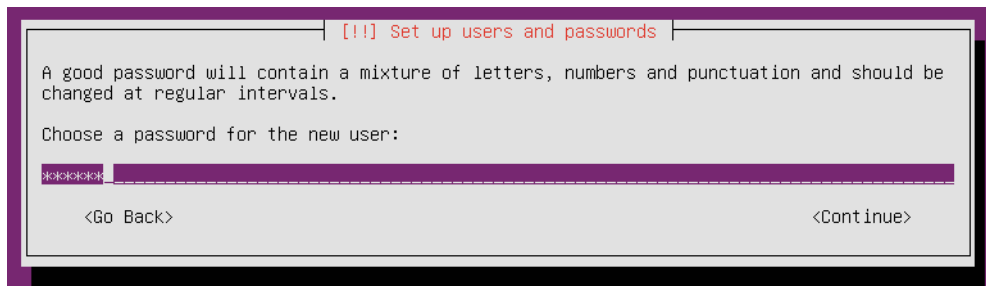 [!!] Set up users and passwords
A good password will contain a mixture of letters, numbers and punctuation and should be
changed at regular intervals.
Choose a password for the new user:
******
<Go Back> <Continue>